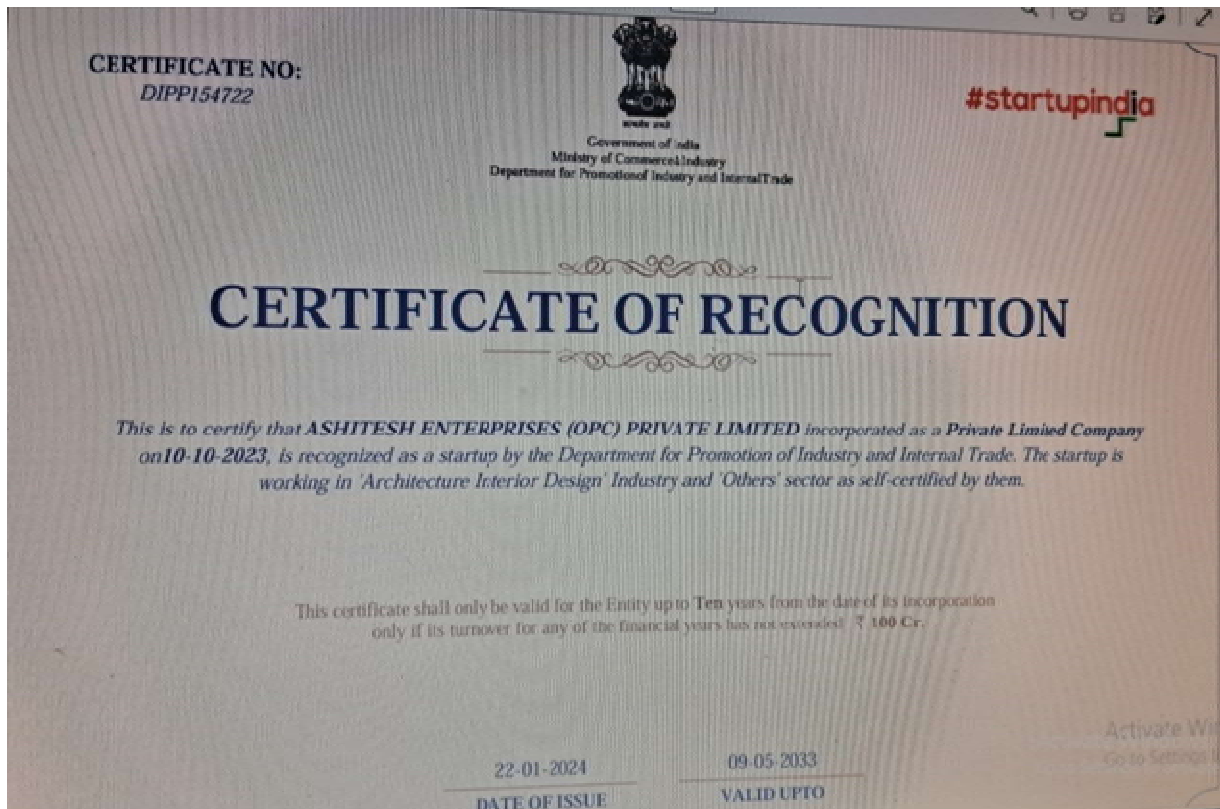 CERTIFICATE NO:
DIPP154722
#startupindia
Government of India
Ministry of Commerce&Industry
Department for Promotionof Industry and InternalTrade
CERTIFICATE OF RECOGNITION
This is to certify that ASHITESH ENTERPRISES (OPC) PRIVATE LIMITED incorporated as a Private Limited Company
on10-10-2023, is recognized as a startup by the Department for Promotion of Industry and Internal Trade. The startup is
working in 'Architecture Interior Design' Industry and 'Others' sector as self-certified by them.
This certificate shall only be valid for the Entity up to Ten years from the date of its incorporation
only if its turnover for any of the financial years has not exceeded ₹ 100 Cr.
22-01-2024
DATE OF ISSUE
09-05-2033
VALID UPTO
Activate Wi
Go to Settings